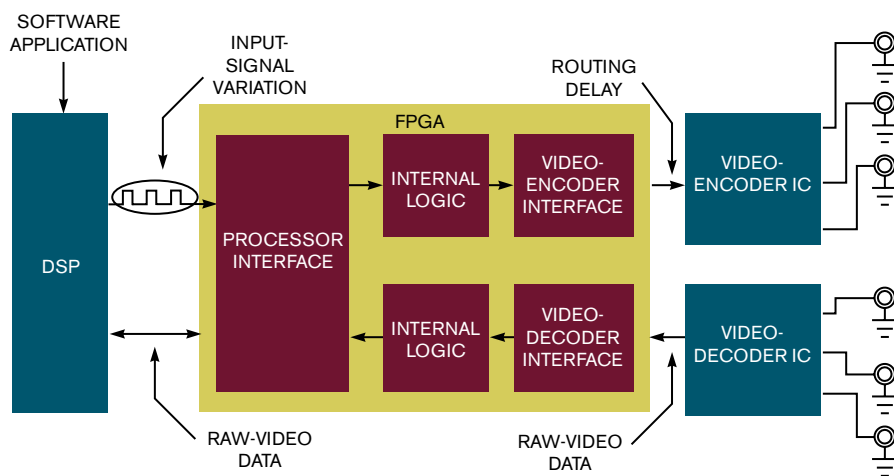 SOFTWARE
APPLICATION
INPUT-
SIGNAL
VARIATION
ROUTING
DELAY
FPGA
DSP
PROCESSOR
INTERFACE
INTERNAL
LOGIC
VIDEO-
ENCODER
INTERFACE
VIDEO-
ENCODER IC
INTERNAL
LOGIC
VIDEO-
DECODER
INTERFACE
VIDEO-
DECODER IC
RAW-VIDEO
DATA
RAW-VIDEO
DATA